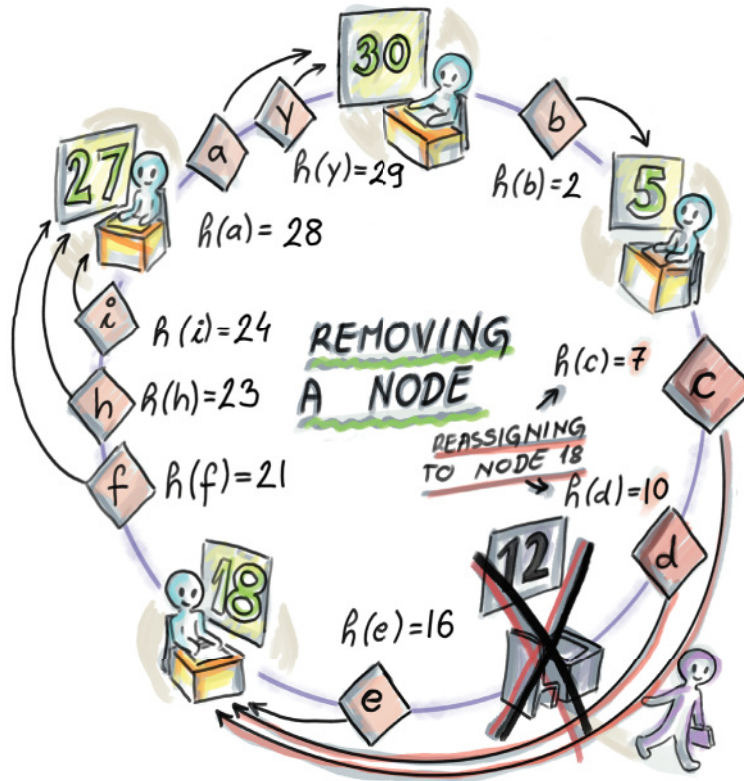 30
a
y
b
27
h(y)=29
h(b)=2
5
h(a)=28
i
h(i)=24
REMOVING
A NODE
h(c)=7
c
h
h(h)=23
REASSIGNING
TO NODE 18
f
h(f)=21
h(d)=10
12
d
18
h(e)=16
e